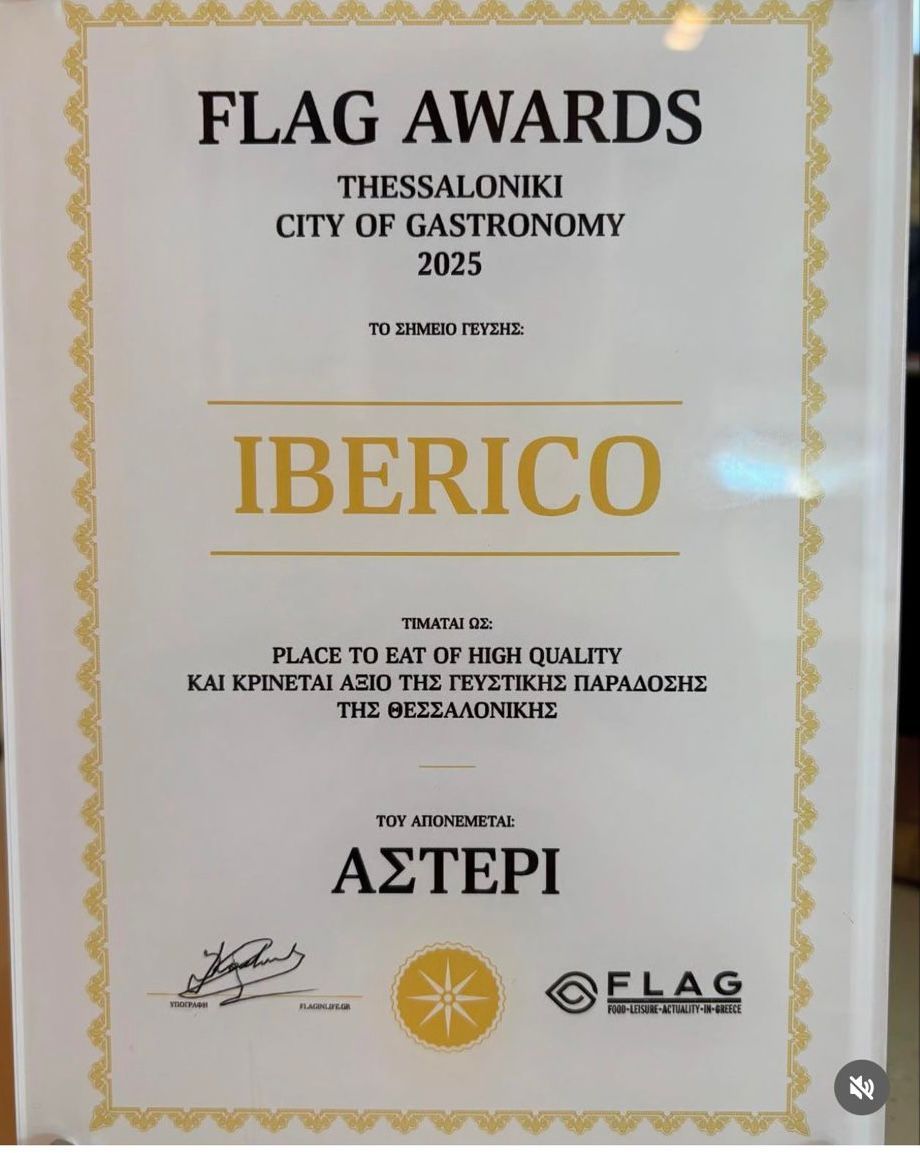 FLAG AWARDS
THESSALONIKI
CITY OF GASTRONOMY
2025
ΤΟ ΣΗΜΕΙΟ ΓΕΥΣΗΣ:
IBERICO
ΤΙΜΑΤΑΙ ΩΣ:
PLACE TO EAT OF HIGH QUALITY
ΚΑΙ ΚΡΙΝΕΤΑΙ ΑΞΙΟ ΤΗΣ ΓΕΥΣΤΙΚΗΣ ΠΑΡΑΔΟΣΗΣ
ΤΗΣ ΘΕΣΣΑΛΟΝΙΚΗΣ
ΤΟΥ ΑΠΟΝΕΜΕΤΑΙ:
ΑΣΤΕΡΙ
ΥΠΟΓΡΑΦΗ
FLAGINLIFE.GR
FLAG
FOOD-LEISURE-ACTUALITY-IN-GREECE